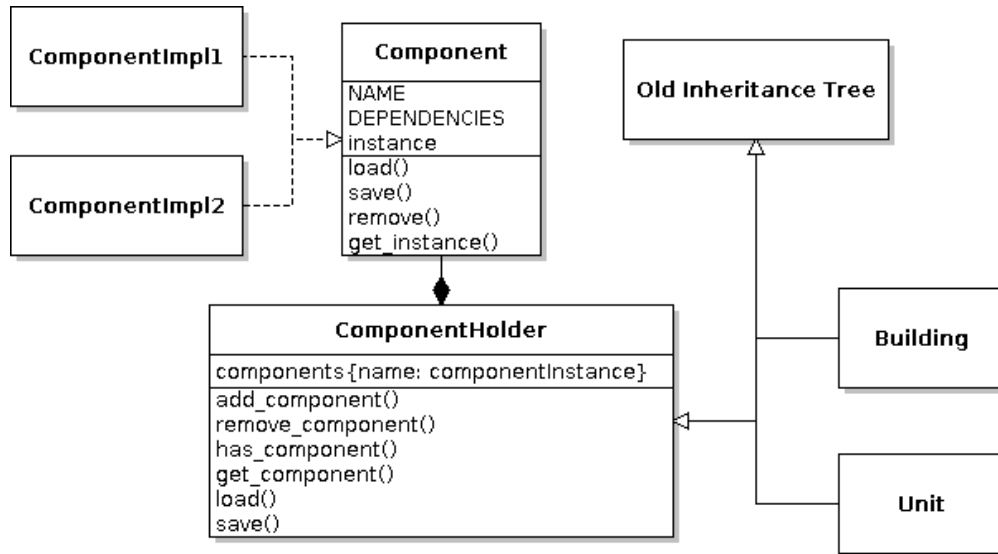 ComponentImpl1
ComponentImpl2
Component
NAME
DEPENDENCIES
instance
load()
save()
remove()
get_instance()
Old Inheritance Tree
ComponentHolder
components{name: componentInstance}
add_component()
remove_component()
has_component()
get_component()
load()
save()
Building
Unit